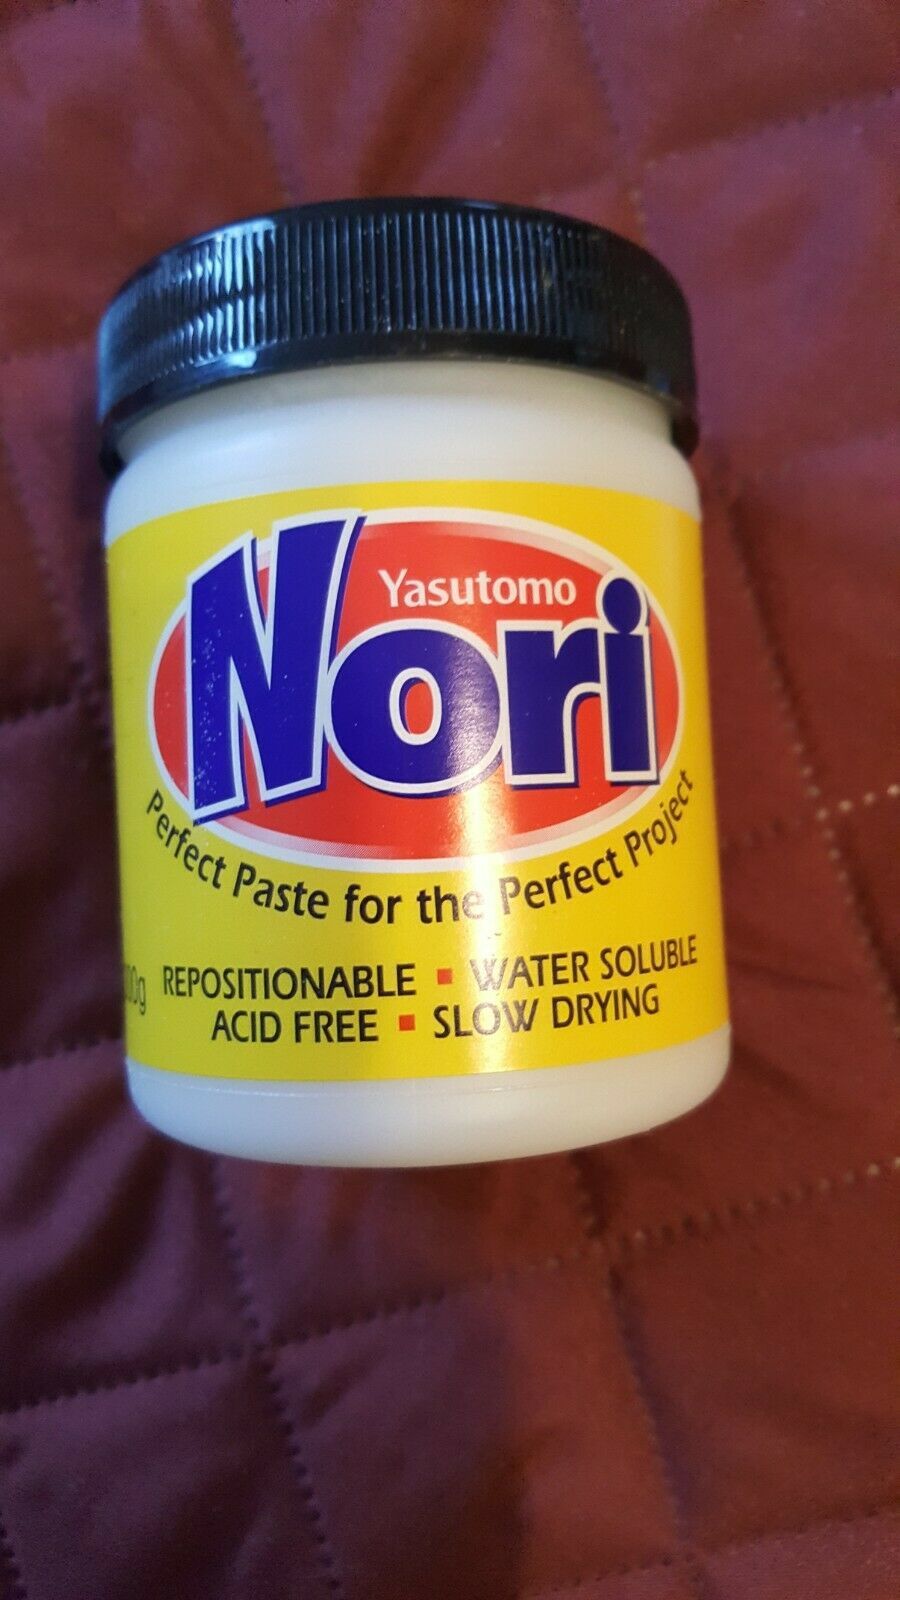 Yasutomo
Nori
Perfect Paste for the Perfect Project
REPOSITIONABLE ▪ WATER SOLUBLE
ACID FREE ▪ SLOW DRYING